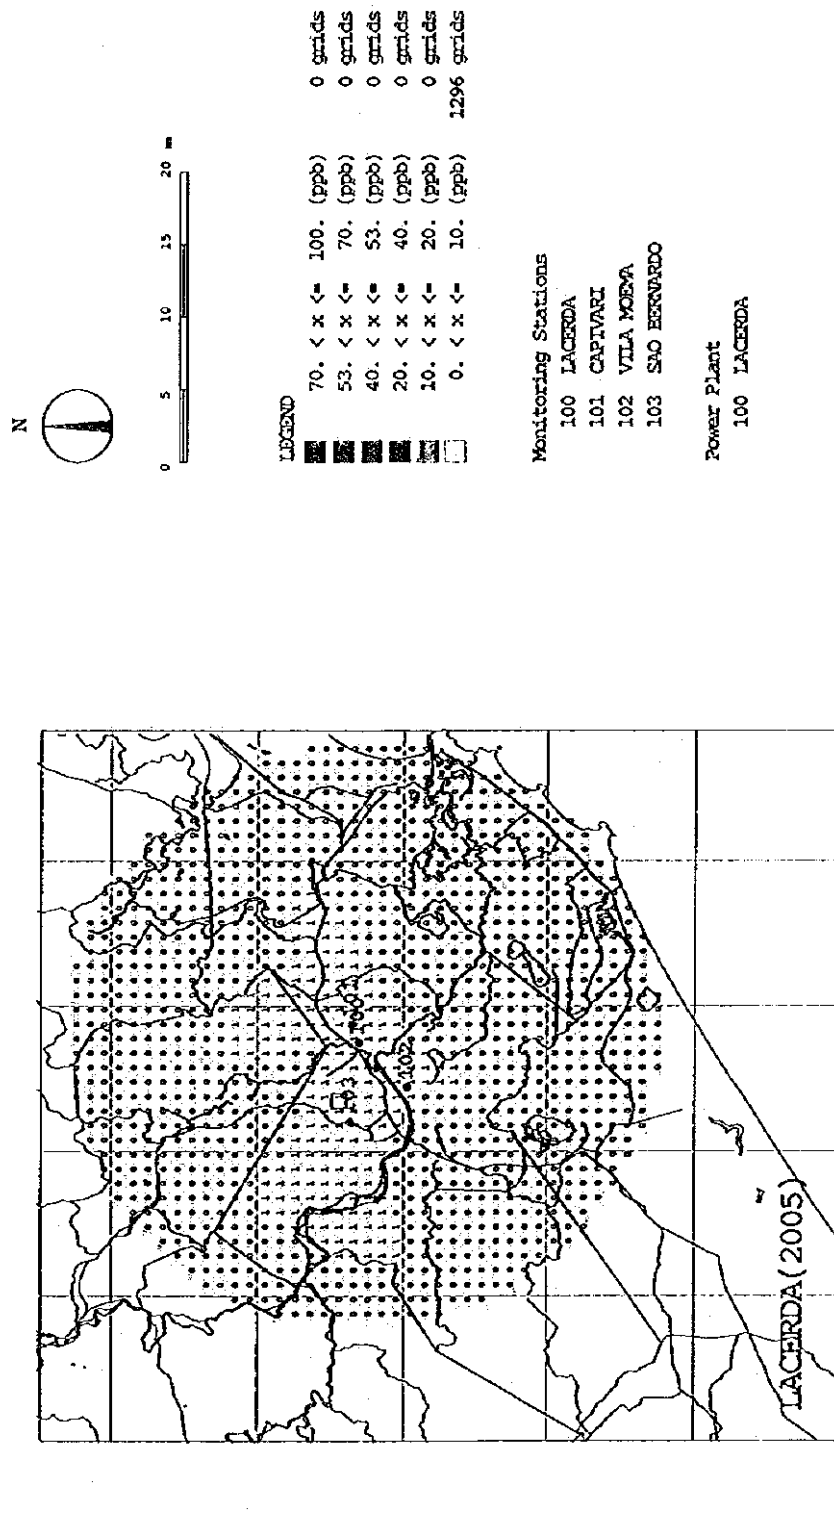 N
0 5 10 15 20 m
LEGEND
70. < x <= 100. (ppb) 0 grids
53. < x <= 70. (ppb) 0 grids
40. < x <= 53. (ppb) 0 grids
20. < x <= 40. (ppb) 0 grids
10. < x <= 20. (ppb) 0 grids
0. < x <= 10. (ppb) 1296 grids
Monitoring Stations
100 LACERDA
101 CAPIVARI
102 VILA MOEMA
103 SAO BERNARDO
Power Plant
100 LACERDA
100
102
LACERDA(2005)